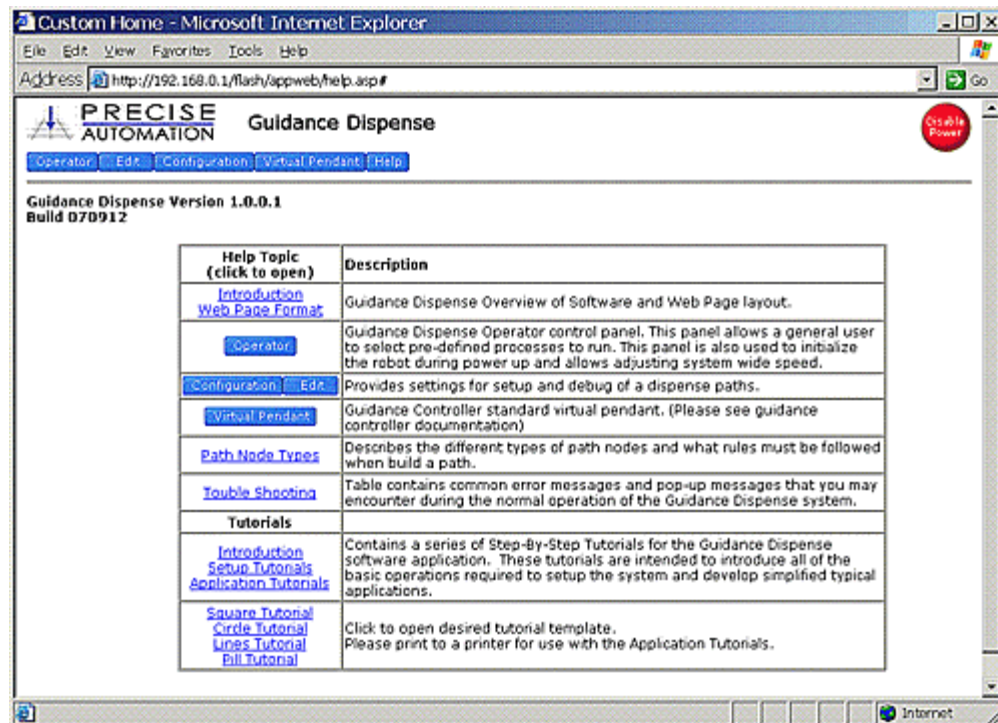 Custom Home - Microsoft Internet Explorer
File Edit View Favorites Tools Help
Address http://192.168.0.1/flash/appweb/help.asp# Go
PRECISE
AUTOMATION
Guidance Dispense
Disable
Power
Operator Edit Configuration Virtual Pendant Help
Guidance Dispense Version 1.0.0.1
Build 070912
Help Topic
(click to open)
Description
Introduction
Web Page Format
Guidance Dispense Overview of Software and Web Page layout.
Operator
Guidance Dispense Operator control panel. This panel allows a general user
to select pre-defined processes to run. This panel is also used to initialize
the robot during power up and allows adjusting system wide speed.
Configuration Edit
Provides settings for setup and debug of a dispense paths.
Virtual Pendant
Guidance Controller standard virtual pendant. (Please see guidance
controller documentation)
Path Node Types
Describes the different types of path nodes and what rules must be followed
when build a path.
Touble Shooting
Table contains common error messages and pop-up messages that you may
encounter during the normal operation of the Guidance Dispense system.
Tutorials
Introduction
Setup Tutorials
Application Tutorials
Contains a series of Step-By-Step Tutorials for the Guidance Dispense
software application. These tutorials are intended to introduce all of the
basic operations required to setup the system and develop simplified typical
applications.
Square Tutorial
Circle Tutorial
Lines Tutorial
Pill Tutorial
Click to open desired tutorial template.
Please print to a printer for use with the Application Tutorials.
Internet